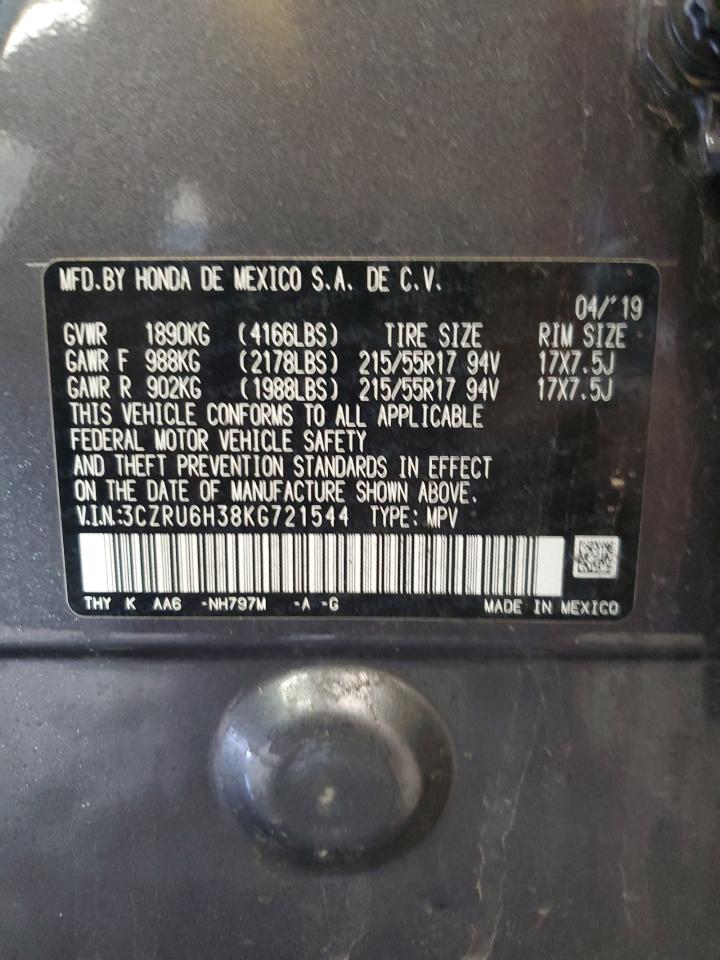 MFD.BY HONDA DE MEXICO S.A. DE C.V.
04/'19
GVWR 1890KG (4166LBS) TIRE SIZE RIM SIZE
GAWR F 988KG (2178LBS) 215/55R17 94V 17X7.5J
GAWR R 902KG (1988LBS) 215/55R17 94V 17X7.5J
THIS VEHICLE CONFORMS TO ALL APPLICABLE
FEDERAL MOTOR VEHICLE SAFETY
AND THEFT PREVENTION STANDARDS IN EFFECT
ON THE DATE OF MANUFACTURE SHOWN ABOVE.
V.I.N.:3CZRU6H38KG721544 TYPE: MPV
THY K AA6 -NH797M -A -G MADE IN MEXICO